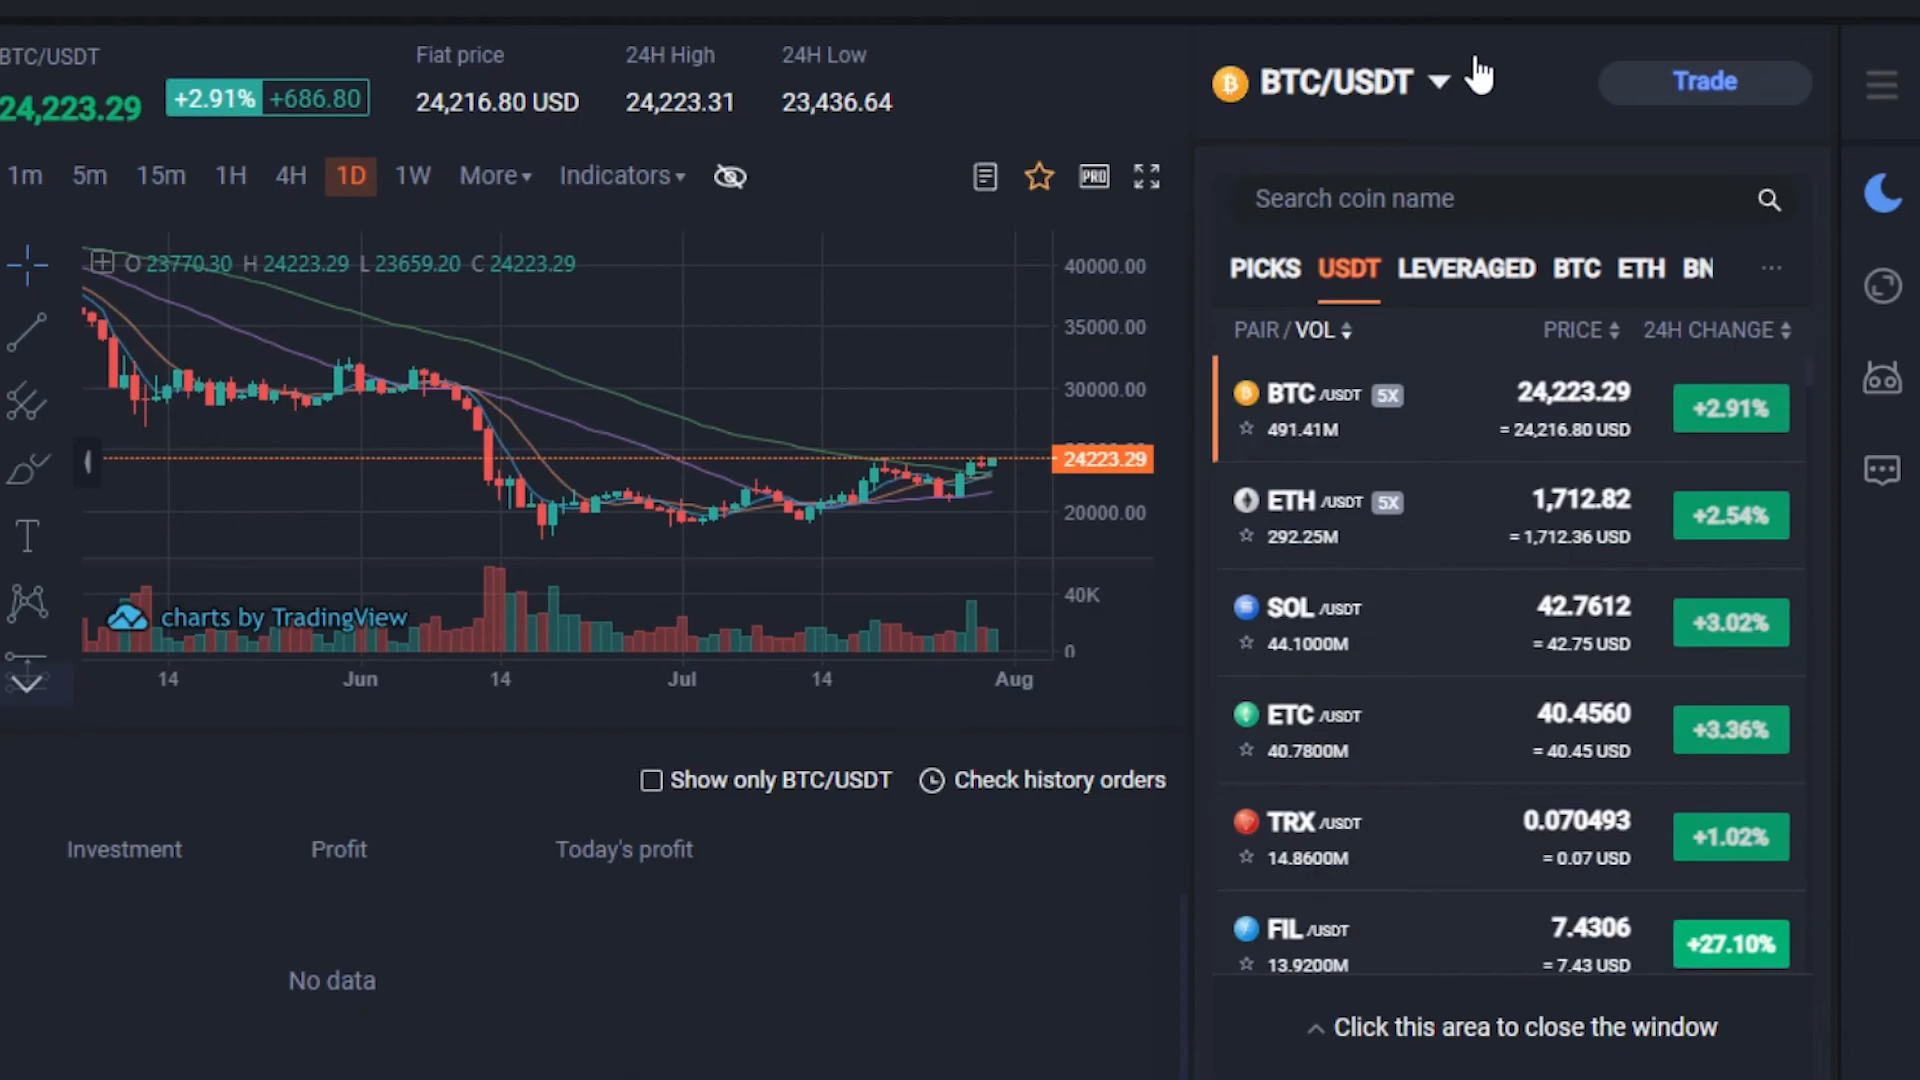 BTC/USDT
24,223.29 +2.91% +686.80
Fiat price
24,216.80 USD
24H High
24,223.31
24H Low
23,436.64
1m 5m 15m 1H 4H 1D 1W More Indicators PRO
O 23770.30 H 24223.29 L 23659.20 C 24223.29
40000.00
35000.00
30000.00
24223.29
20000.00
40K
0
charts by TradingView
14 Jun 14 Jul 14 Aug
Show only BTC/USDT Check history orders
Investment Profit Today's profit
No data
BTC/USDT Trade
Search coin name
PICKS USDT LEVERAGED BTC ETH BN ...
PAIR / VOL PRICE 24H CHANGE
BTC /USDT 5X 24,223.29 +2.91%
491.41M = 24,216.80 USD
ETH /USDT 5X 1,712.82 +2.54%
292.25M = 1,712.36 USD
SOL /USDT 42.7612 +3.02%
44.1000M = 42.75 USD
ETC /USDT 40.4560 +3.36%
40.7800M = 40.45 USD
TRX /USDT 0.070493 +1.02%
14.8600M = 0.07 USD
FIL /USDT 7.4306 +27.10%
13.9200M = 7.43 USD
Click this area to close the window